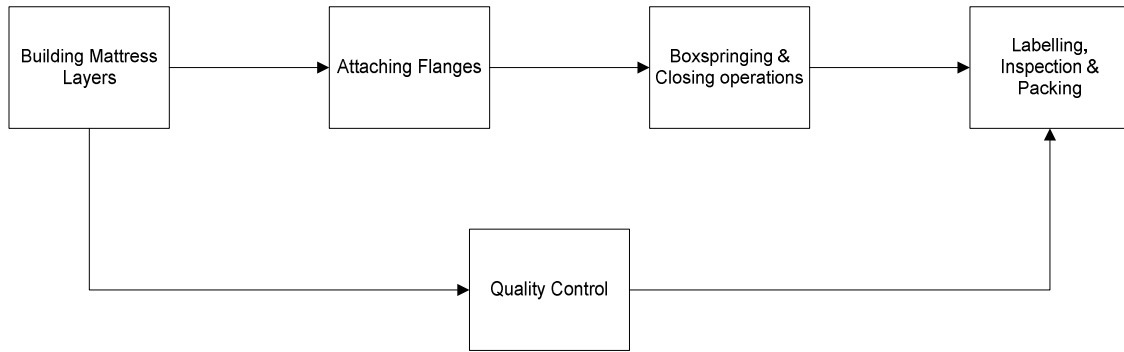 Building Mattress
Layers
Attaching Flanges
Boxspringing &
Closing operations
Labelling,
Inspection &
Packing
Quality Control